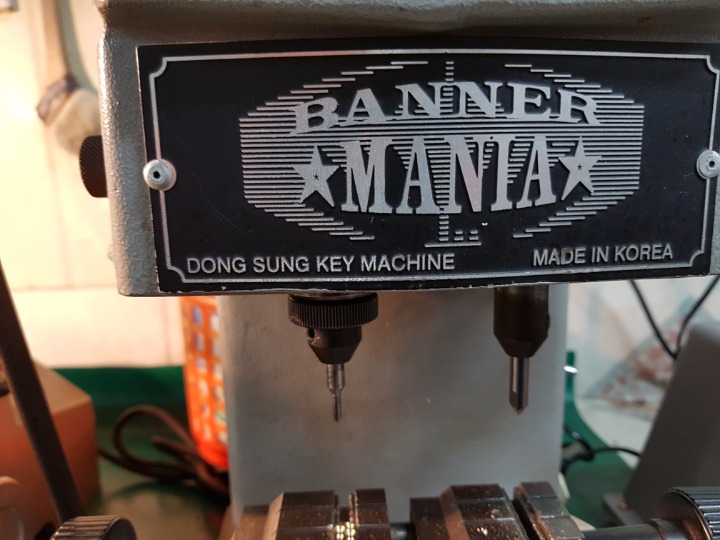 BANNER
MANIA
DONG SUNG KEY MACHINE
MADE IN KOREA